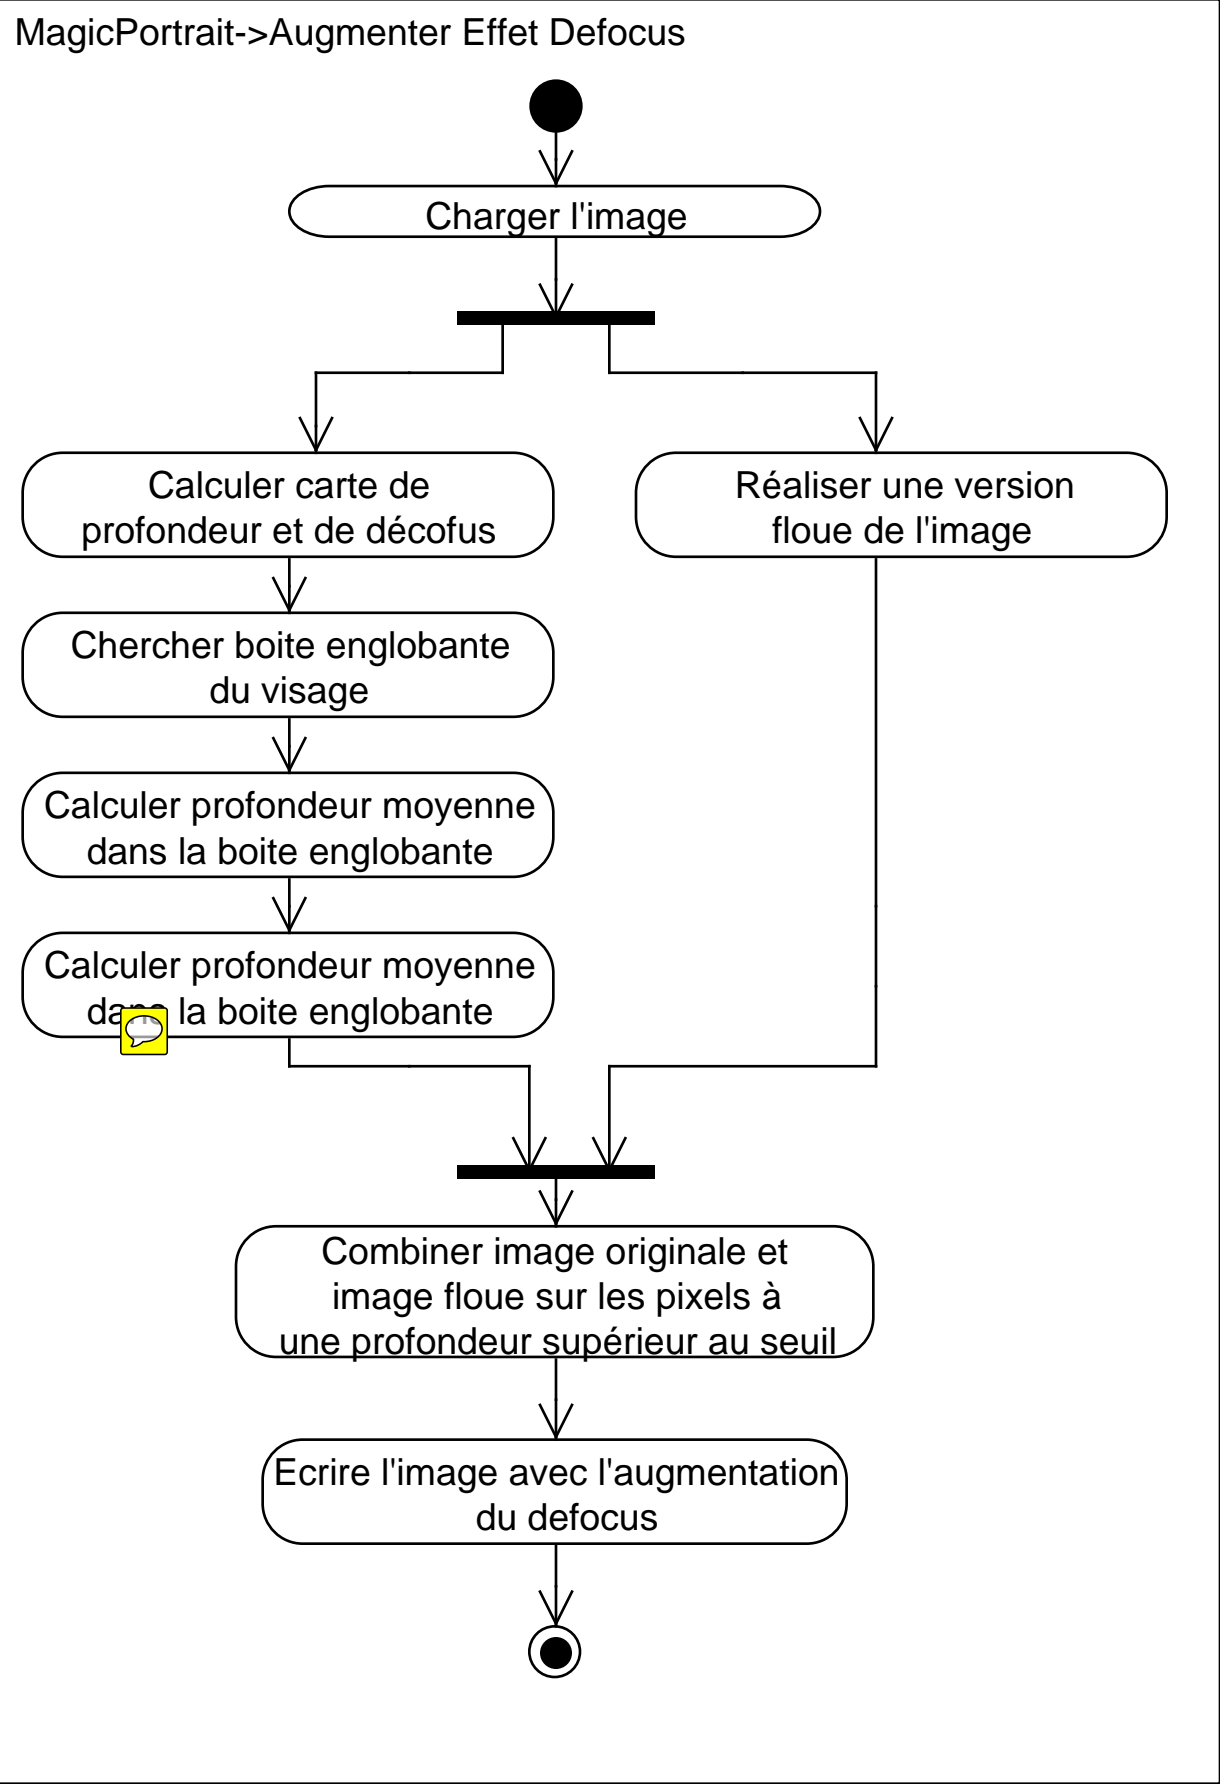 MagicPortrait->Augmenter Effet Defocus
Charger l'image
Calculer carte de
profondeur et de décofus
Réaliser une version
floue de l'image
Chercher boite englobante
du visage
Calculer profondeur moyenne
dans la boite englobante
Calculer profondeur moyenne
dans la boite englobante
Combiner image originale et
image floue sur les pixels à
une profondeur supérieur au seuil
Ecrire l'image avec l'augmentation
du defocus